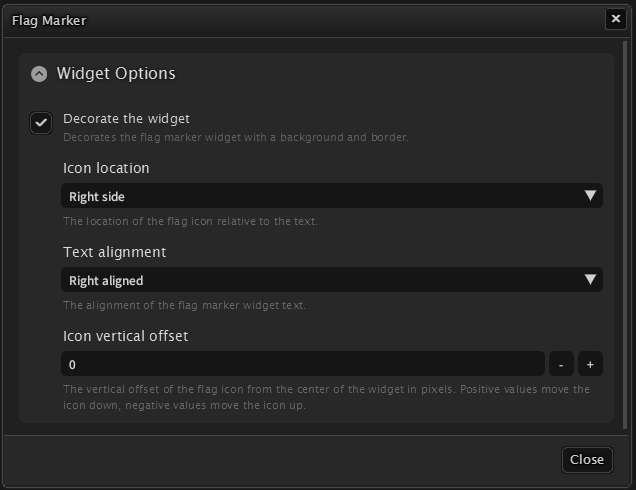 Flag Marker
Widget Options
Decorate the widget
Decorates the flag marker widget with a background and border.
Icon location
Right side
The location of the flag icon relative to the text.
Text alignment
Right aligned
The alignment of the flag marker widget text.
Icon vertical offset
0 - +
The vertical offset of the flag icon from the center of the widget in pixels. Positive values move the
icon down, negative values move the icon up.
Close